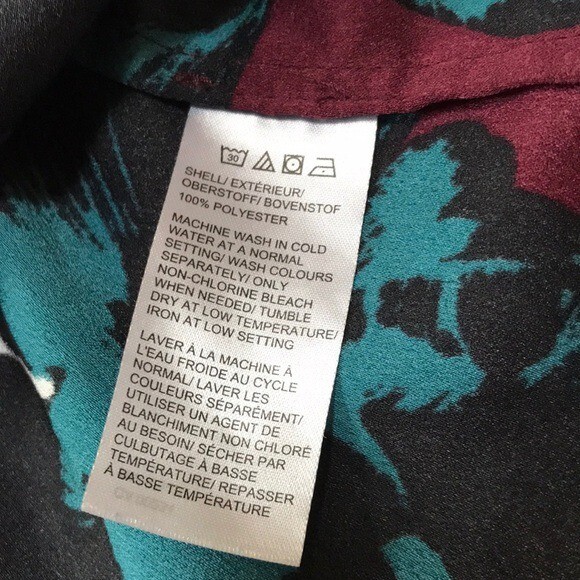 30
SHELL/ EXTÉRIEUR/
OBERSTOFF/ BOVENSTOF
100% POLYESTER
MACHINE WASH IN COLD
WATER AT A NORMAL
SETTING/ WASH COLOURS
SEPARATELY/ ONLY
NON-CHLORINE BLEACH
WHEN NEEDED/ TUMBLE
DRY AT LOW TEMPERATURE/
IRON AT LOW SETTING
LAVER À LA MACHINE À
L'EAU FROIDE AU CYCLE
NORMAL/ LAVER LES
COULEURS SÉPARÉMENT/
UTILISER UN AGENT DE
BLANCHIMENT NON CHLORÉ
AU BESOIN/ SÉCHER PAR
CULBUTAGE À BASSE
TEMPÉRATURE/ REPASSER
À BASSE TEMPÉRATURE